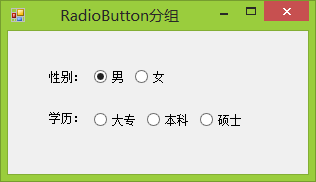 RadioButton分组
性别： 男 女
学历： 大专 本科 硕士